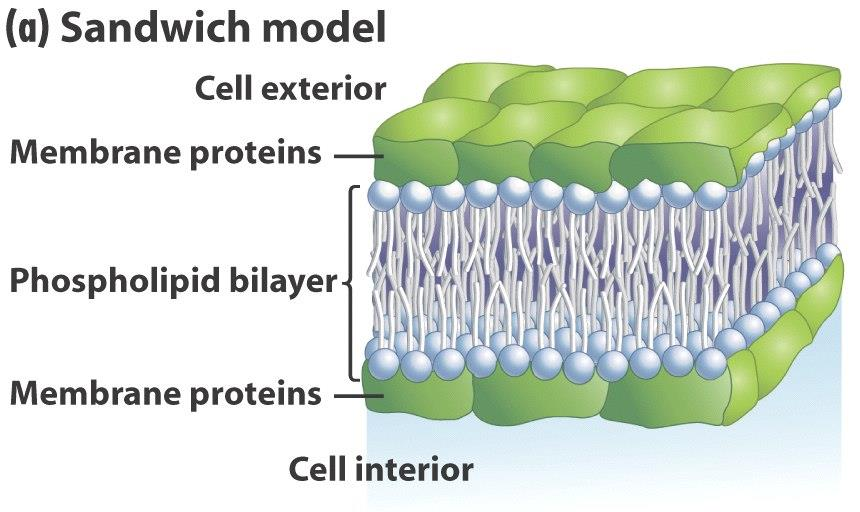 (a) Sandwich model
Cell exterior
Membrane proteins
Phospholipid bilayer
Membrane proteins
Cell interior